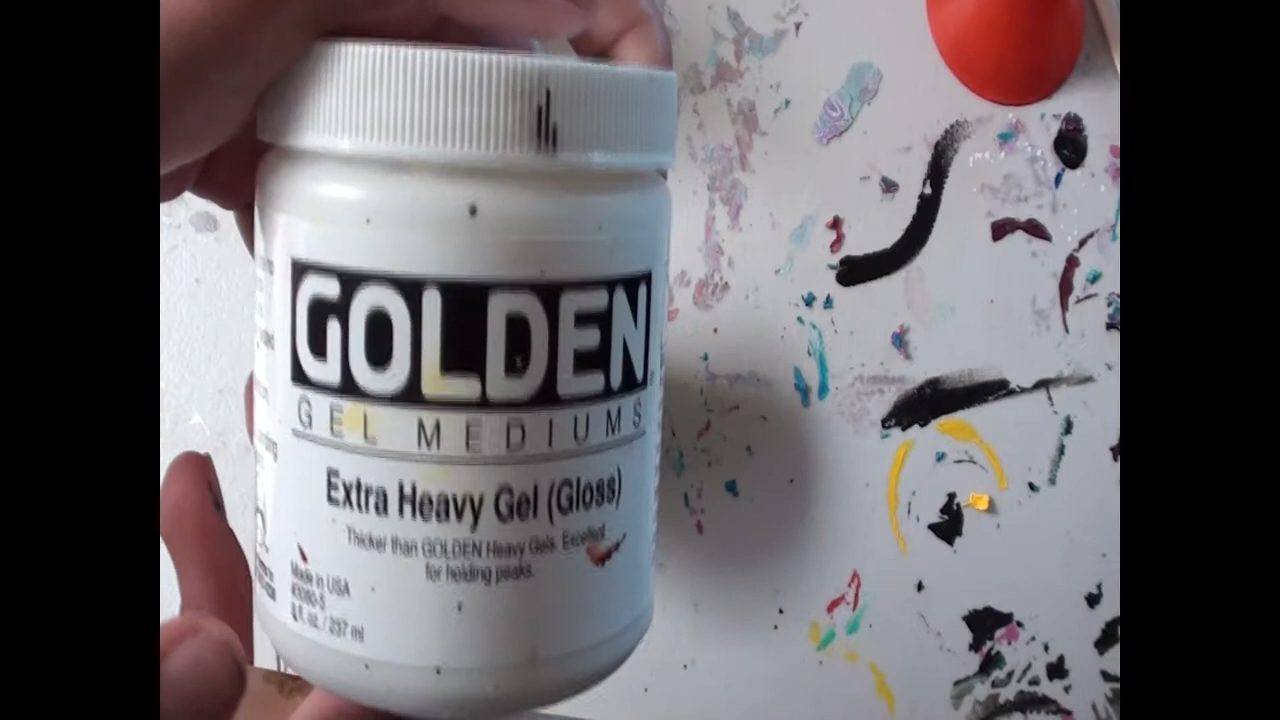 GOLDEN
GEL MEDIUMS
Extra Heavy Gel (Gloss)
Thicker than GOLDEN Heavy Gels. Excellent
for holding peaks.
Made in USA
fl. oz. / 237 ml